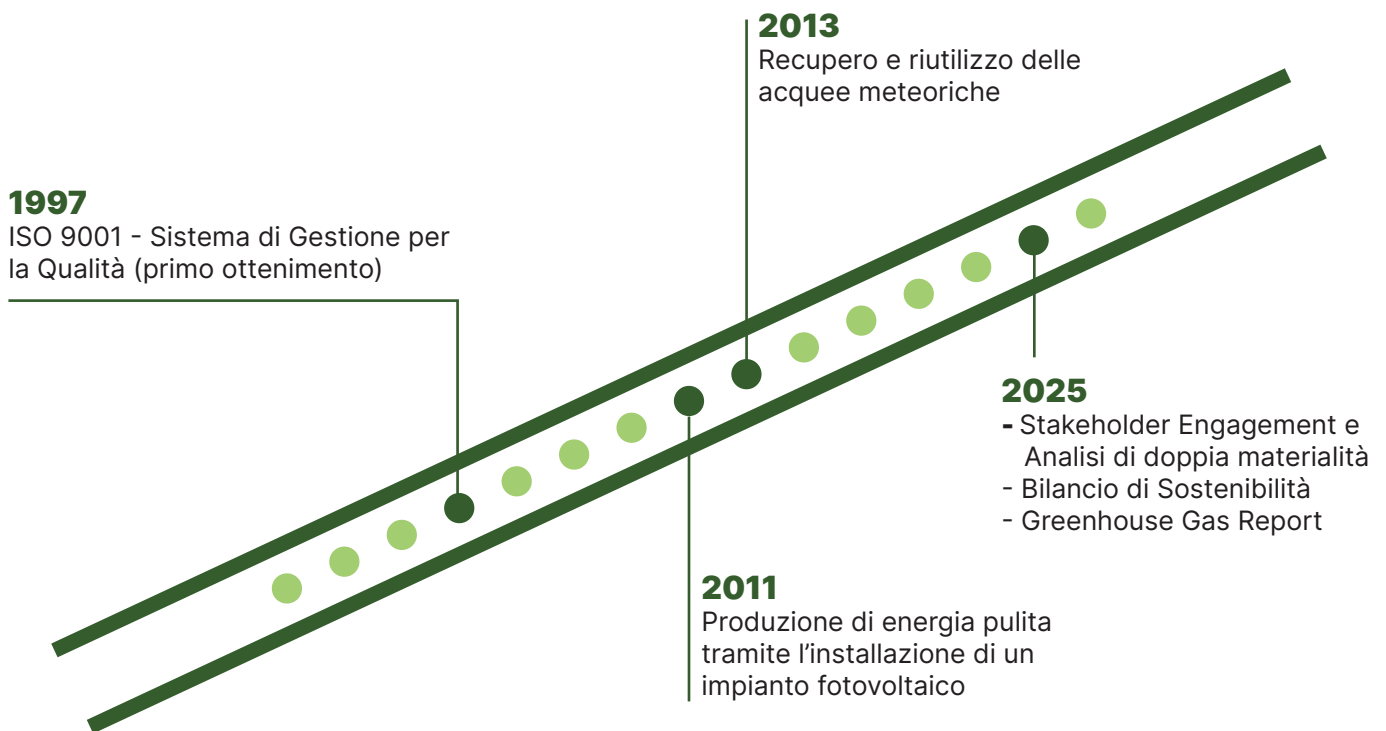 2013
Recupero e riutilizzo delle
acquee meteoriche
1997
ISO 9001 - Sistema di Gestione per
la Qualità (primo ottenimento)
2025
- Stakeholder Engagement e
Analisi di doppia materialità
- Bilancio di Sostenibilità
- Greenhouse Gas Report
2011
Produzione di energia pulita
tramite l’installazione di un
impianto fotovoltaico